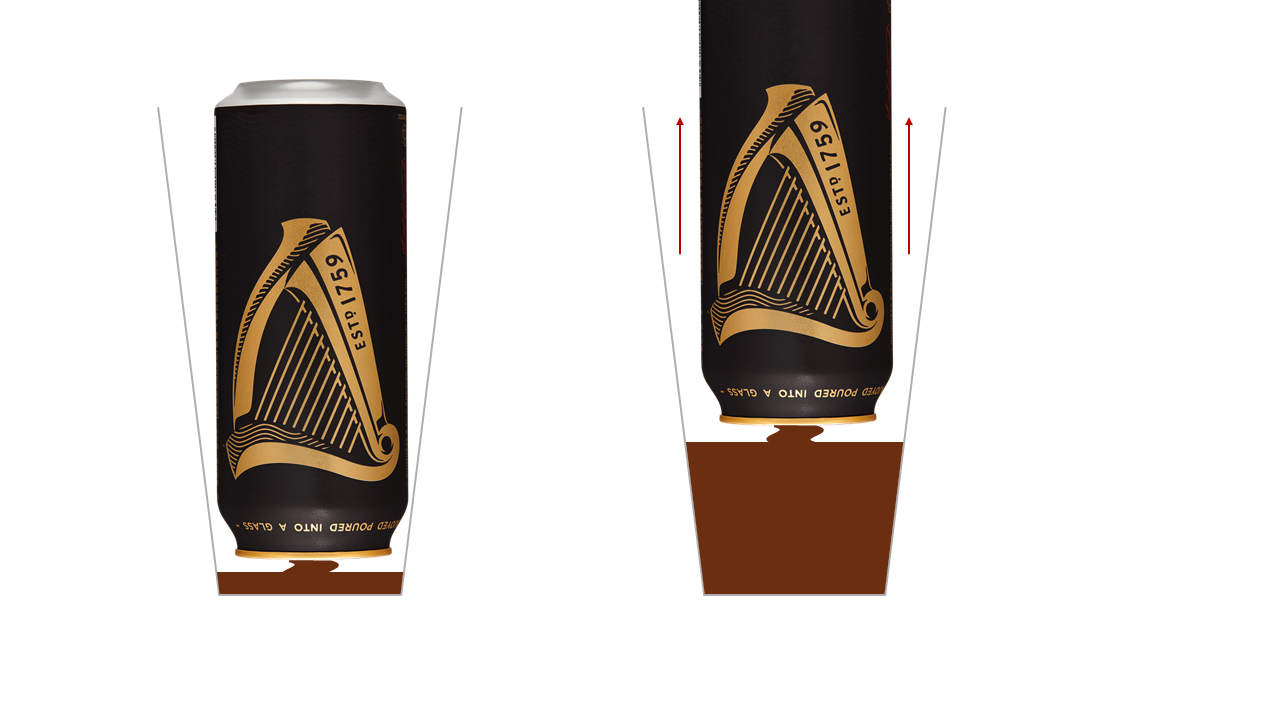 ESTD 1759
POURED INTO A GLASS -
ESTD 1759
POURED INTO A GLASS -